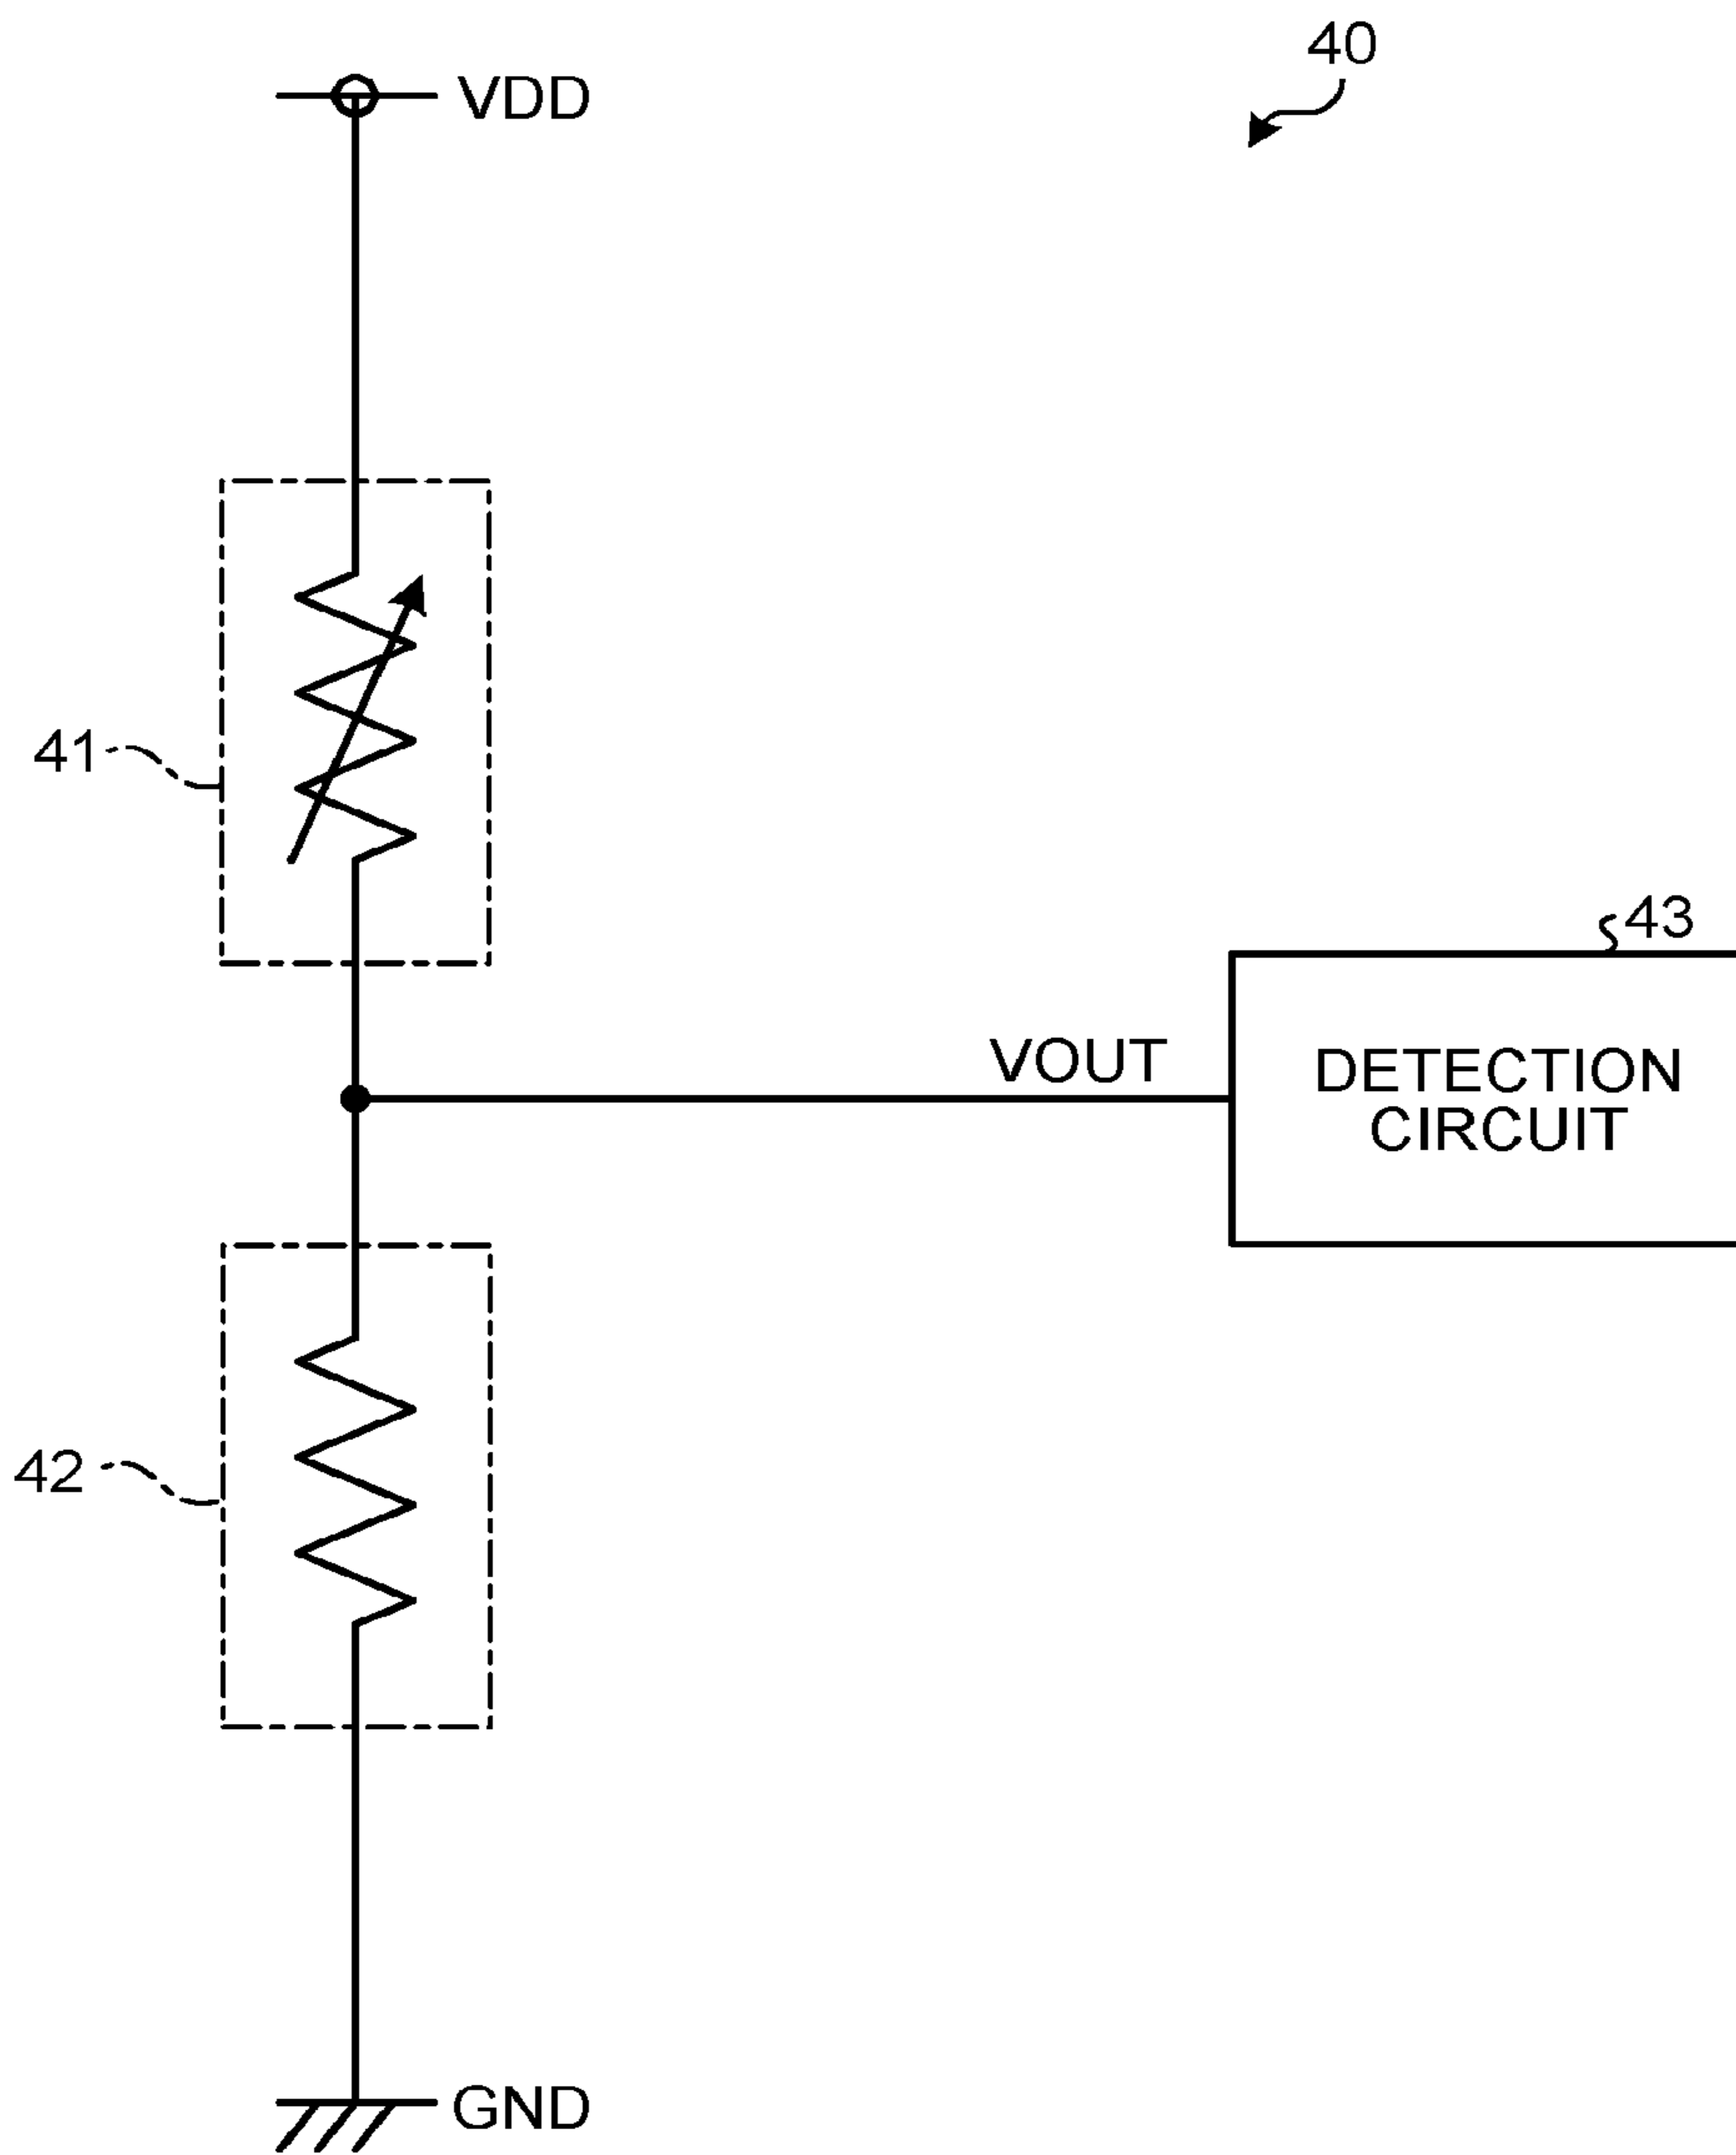 40
VDD
41
43
VOUT
DETECTION
CIRCUIT
42
GND